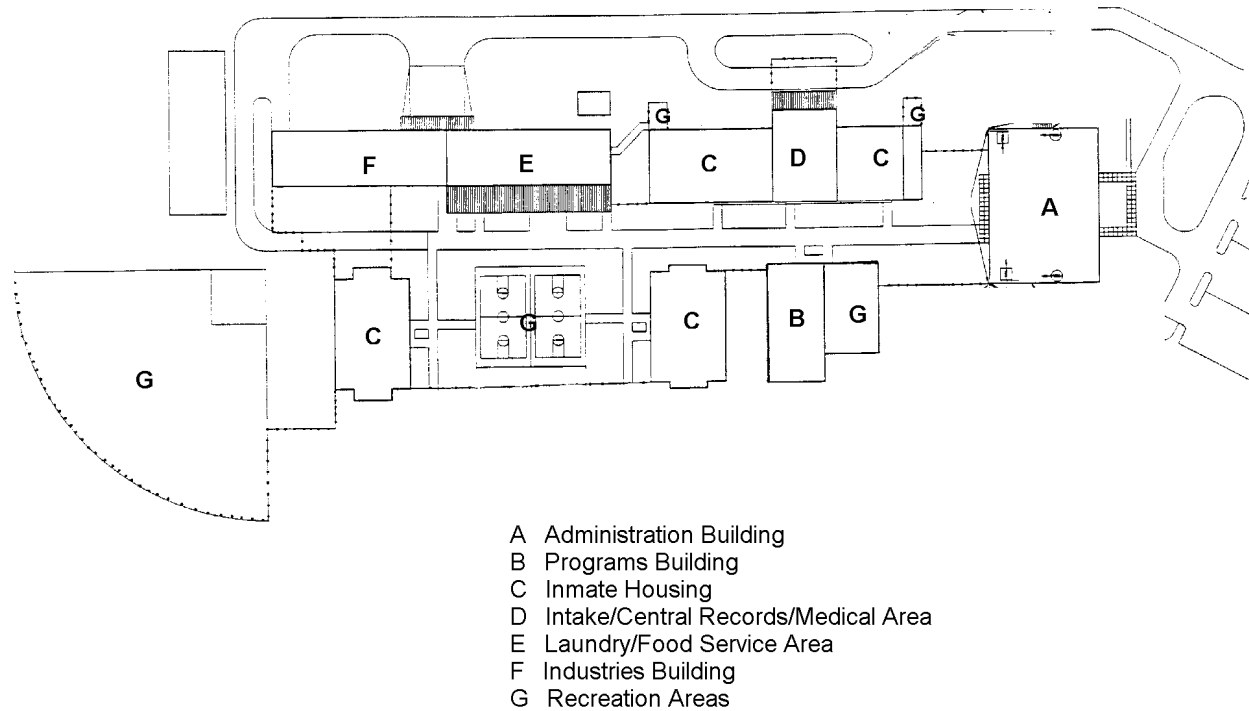 G
G
F
E
C
D
C
A
C
G
C
B
G
G
A Administration Building
B Programs Building
C Inmate Housing
D Intake/Central Records/Medical Area
E Laundry/Food Service Area
F Industries Building
G Recreation Areas